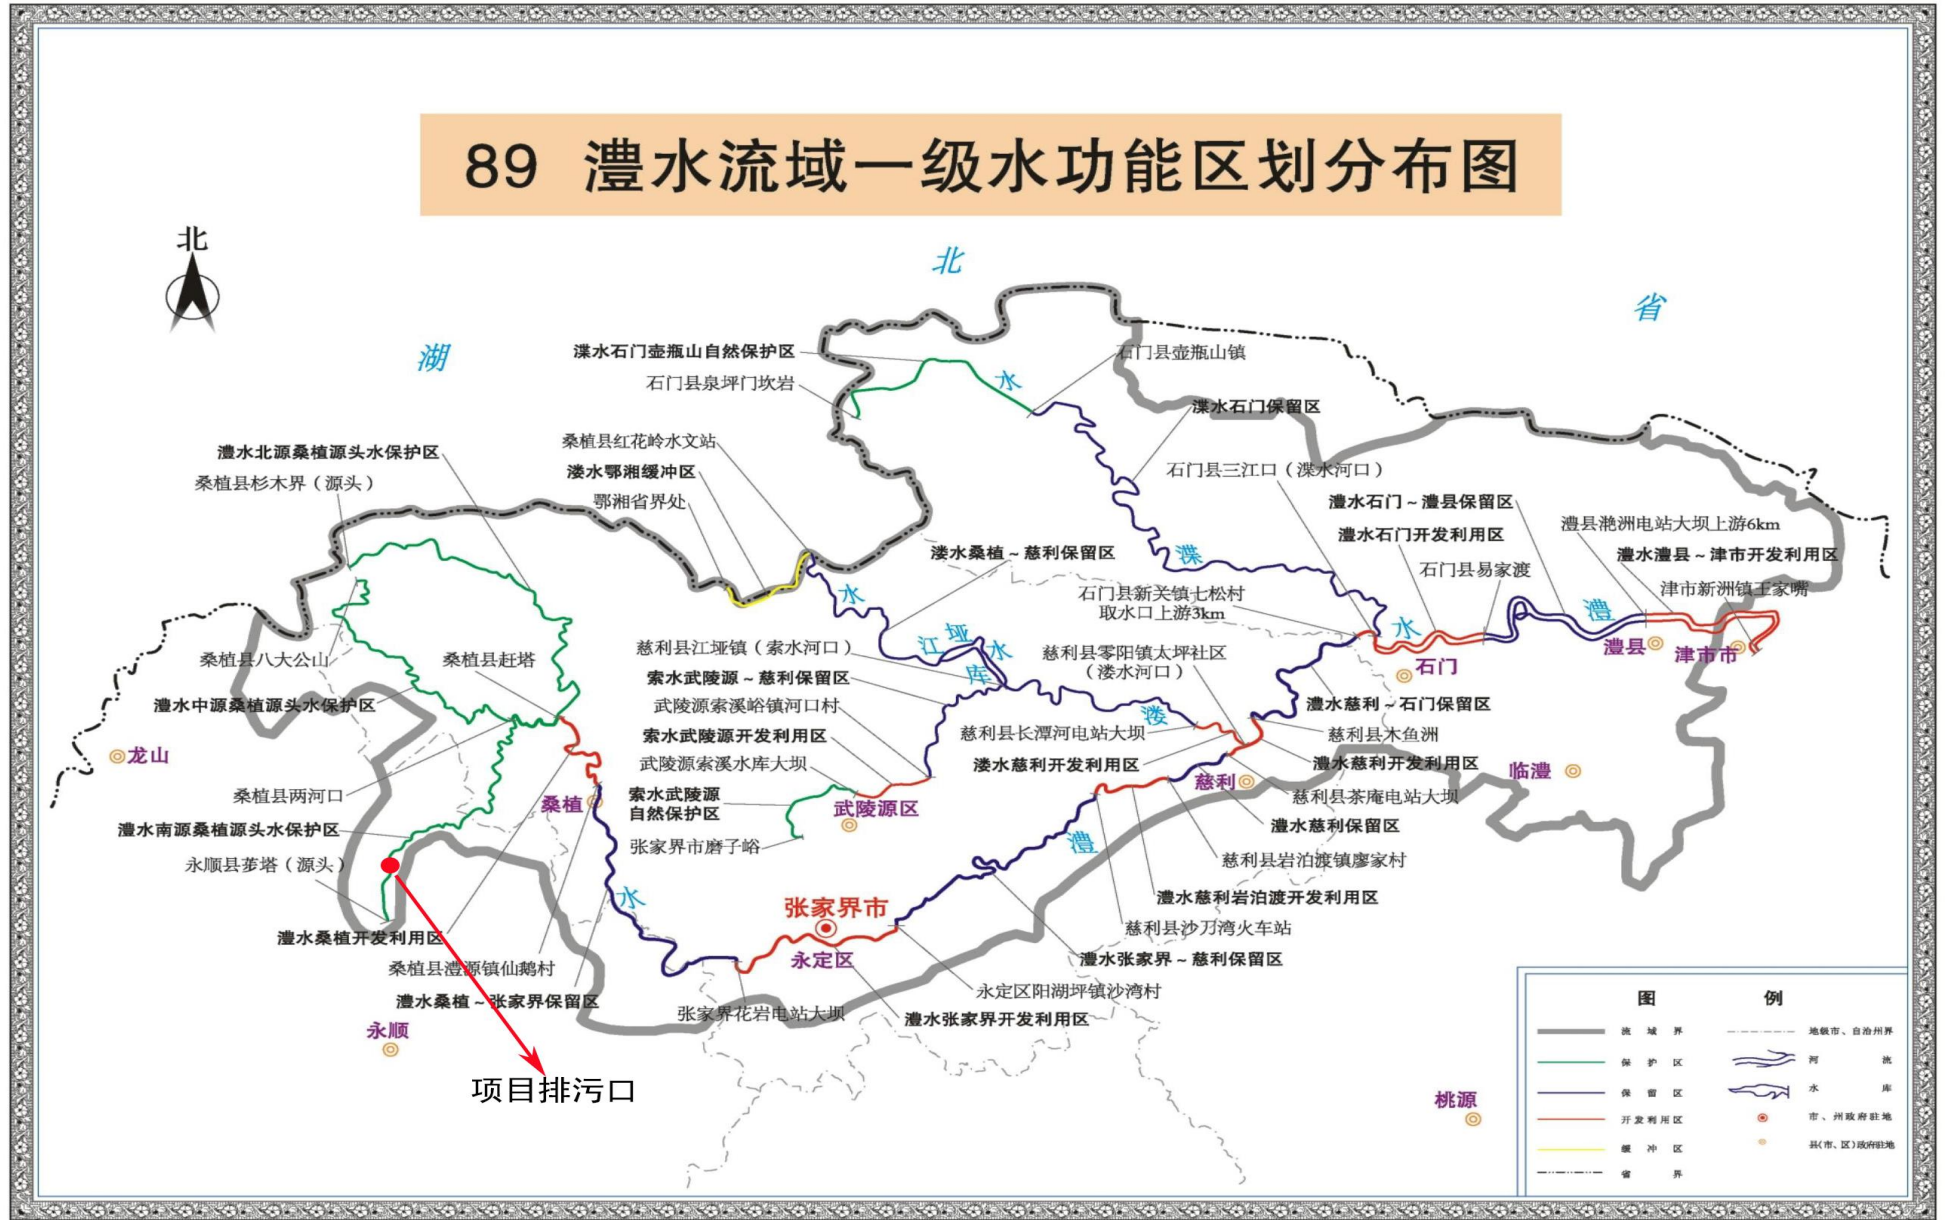 89 澧水流域一级水功能区划分布图
北
北
省
湖
渫水石门壶瓶山自然保护区
石门县壶瓶山镇
水
石门县泉坪门坎岩
渫水石门保留区
澧水北源桑植源头水保护区
桑植县红花岭水文站
石门县三江口（渫水河口）
溇水鄂湘缓冲区
桑植县杉木界（源头）
鄂湘省界处
澧水石门～澧县保留区
澧县滟洲电站大坝上游6km
澧水石门开发利用区
溇水桑植～慈利保留区
渫
澧水澧县～津市开发利用区
石门县易家渡
津市新洲镇王家嘴
水
石门县新关镇七松村
取水口上游3km
澧
水
江
垭
水
库
慈利县江垭镇（索水河口）
慈利县零阳镇太坪社区
（溇水河口）
澧县
津市市
桑植县八大公山
桑植县赶塔
石门
索水武陵源～慈利保留区
澧水中源桑植源头水保护区
武陵源索溪峪镇河口村
溇
澧水慈利～石门保留区
索水武陵源开发利用区
慈利县长潭河电站大坝
慈利县木鱼洲
龙山
武陵源索溪水库大坝
溇水慈利开发利用区
澧水慈利开发利用区
临澧
桑植县两河口
桑植
索水武陵源
自然保护区
武陵源区
慈利
慈利县茶庵电站大坝
澧水南源桑植源头水保护区
澧水慈利保留区
张家界市磨子峪
澧
永顺县茅塔（源头）
慈利县岩泊渡镇廖家村
水
澧水慈利岩泊渡开发利用区
张家界市
慈利县沙刀湾火车站
澧水桑植开发利用区
永定区
澧水张家界～慈利保留区
桑植县澧源镇仙鹅村
永定区阳湖坪镇沙湾村
澧水桑植～张家界保留区
张家界花岩电站大坝
澧水张家界开发利用区
永顺
项目排污口
桃源
图 例
流域界
地级市、自治州界
保护区
河流
保留区
水库
开发利用区
市、州政府驻地
缓冲区
县(市、区)政府驻地
省界